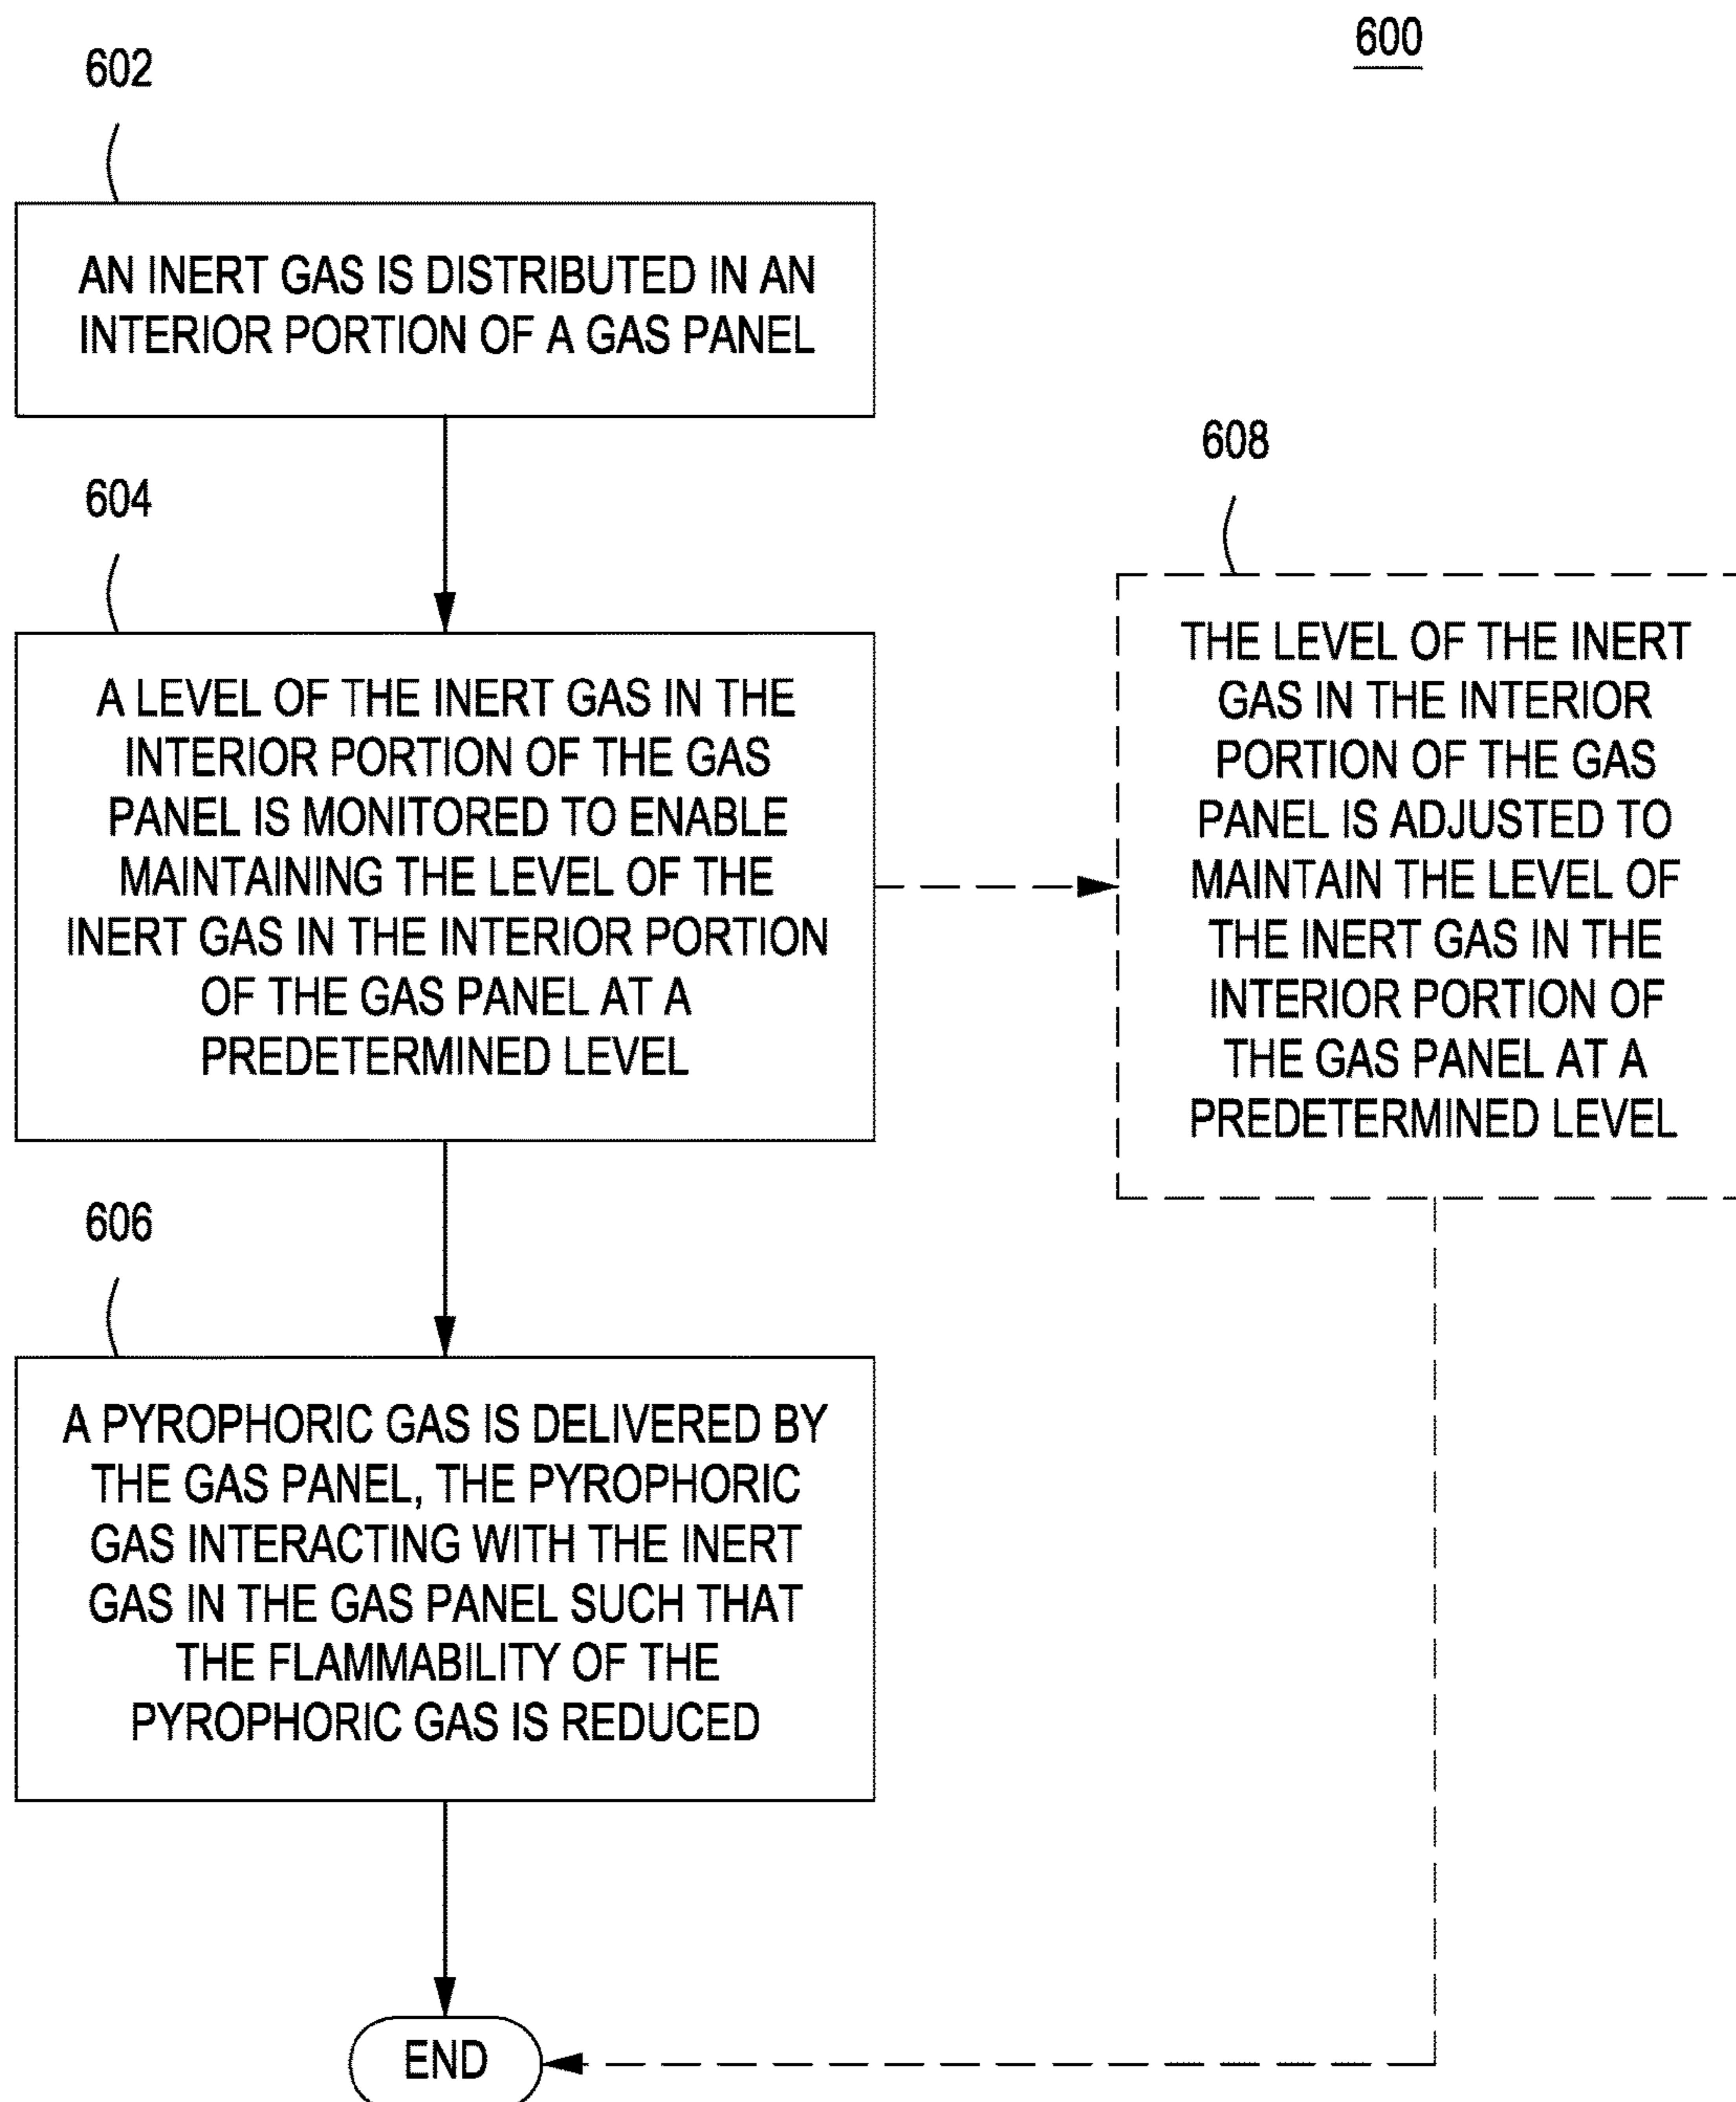 600
602
AN INERT GAS IS DISTRIBUTED IN AN
INTERIOR PORTION OF A GAS PANEL
604
A LEVEL OF THE INERT GAS IN THE
INTERIOR PORTION OF THE GAS
PANEL IS MONITORED TO ENABLE
MAINTAINING THE LEVEL OF THE
INERT GAS IN THE INTERIOR PORTION
OF THE GAS PANEL AT A
PREDETERMINED LEVEL
608
THE LEVEL OF THE INERT
GAS IN THE INTERIOR
PORTION OF THE GAS
PANEL IS ADJUSTED TO
MAINTAIN THE LEVEL OF
THE INERT GAS IN THE
INTERIOR PORTION OF
THE GAS PANEL AT A
PREDETERMINED LEVEL
606
A PYROPHORIC GAS IS DELIVERED BY
THE GAS PANEL, THE PYROPHORIC
GAS INTERACTING WITH THE INERT
GAS IN THE GAS PANEL SUCH THAT
THE FLAMMABILITY OF THE
PYROPHORIC GAS IS REDUCED
END